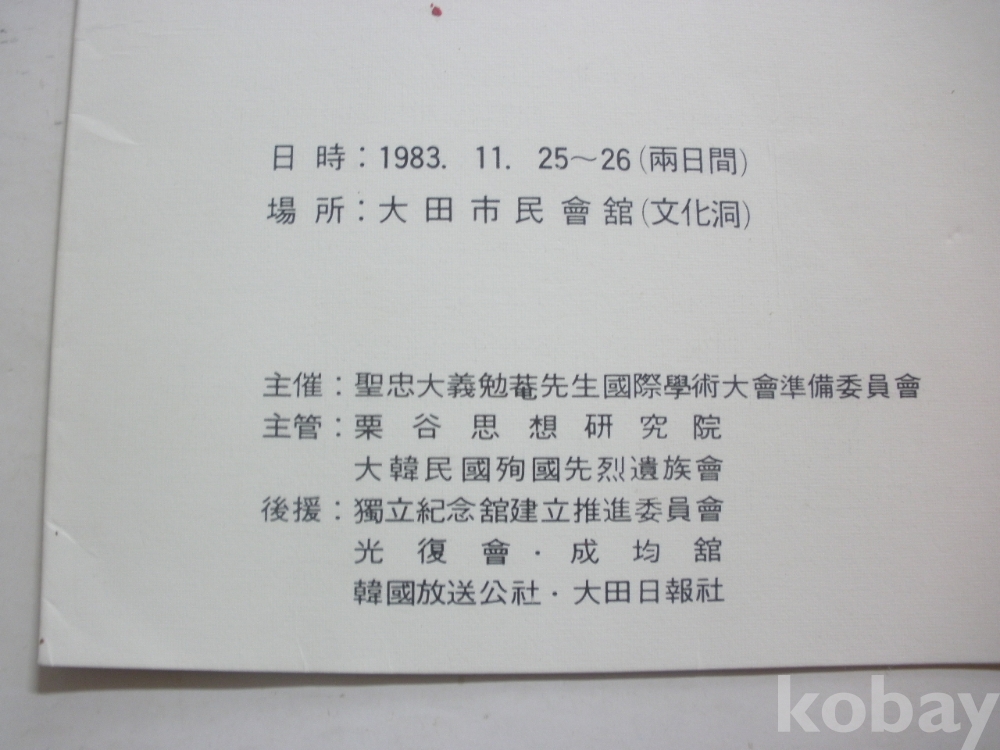 日 時 : 1983. 11. 25～26 (兩日間)
場 所 : 大 田 市 民 會 舘 (文化洞)
主催 : 聖忠大義勉菴先生國際學術大會準備委員會
主管 : 栗 谷 思 想 研 究 院
大韓民國殉國先烈遺族會
後援 : 獨立紀念舘建立推進委員會
光 復 會 · 成 均 舘
韓國放送公社 · 大田日報社
kobay